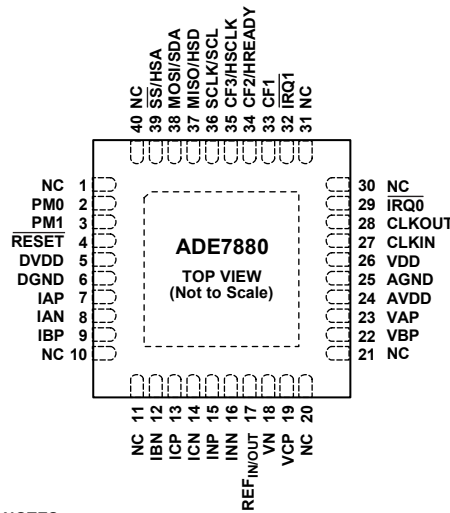 40 NC
39 SS/HSA
38 MOSI/SDA
37 MISO/HSD
36 SCLK/SCL
35 CF3/HSCLK
34 CF2/HREADY
33 CF1
32 IRQ1
31 NC
NC 1
PM0 2
PM1 3
RESET 4
DVDD 5
DGND 6
IAP 7
IAN 8
IBP 9
NC 10
ADE7880
TOP VIEW
(Not to Scale)
30 NC
29 IRQ0
28 CLKOUT
27 CLKIN
26 VDD
25 AGND
24 AVDD
23 VAP
22 VBP
21 NC
NC 11
IBN 12
ICP 13
ICN 14
INP 15
INN 16
REFIN/OUT 17
VN 18
VCP 19
NC 20